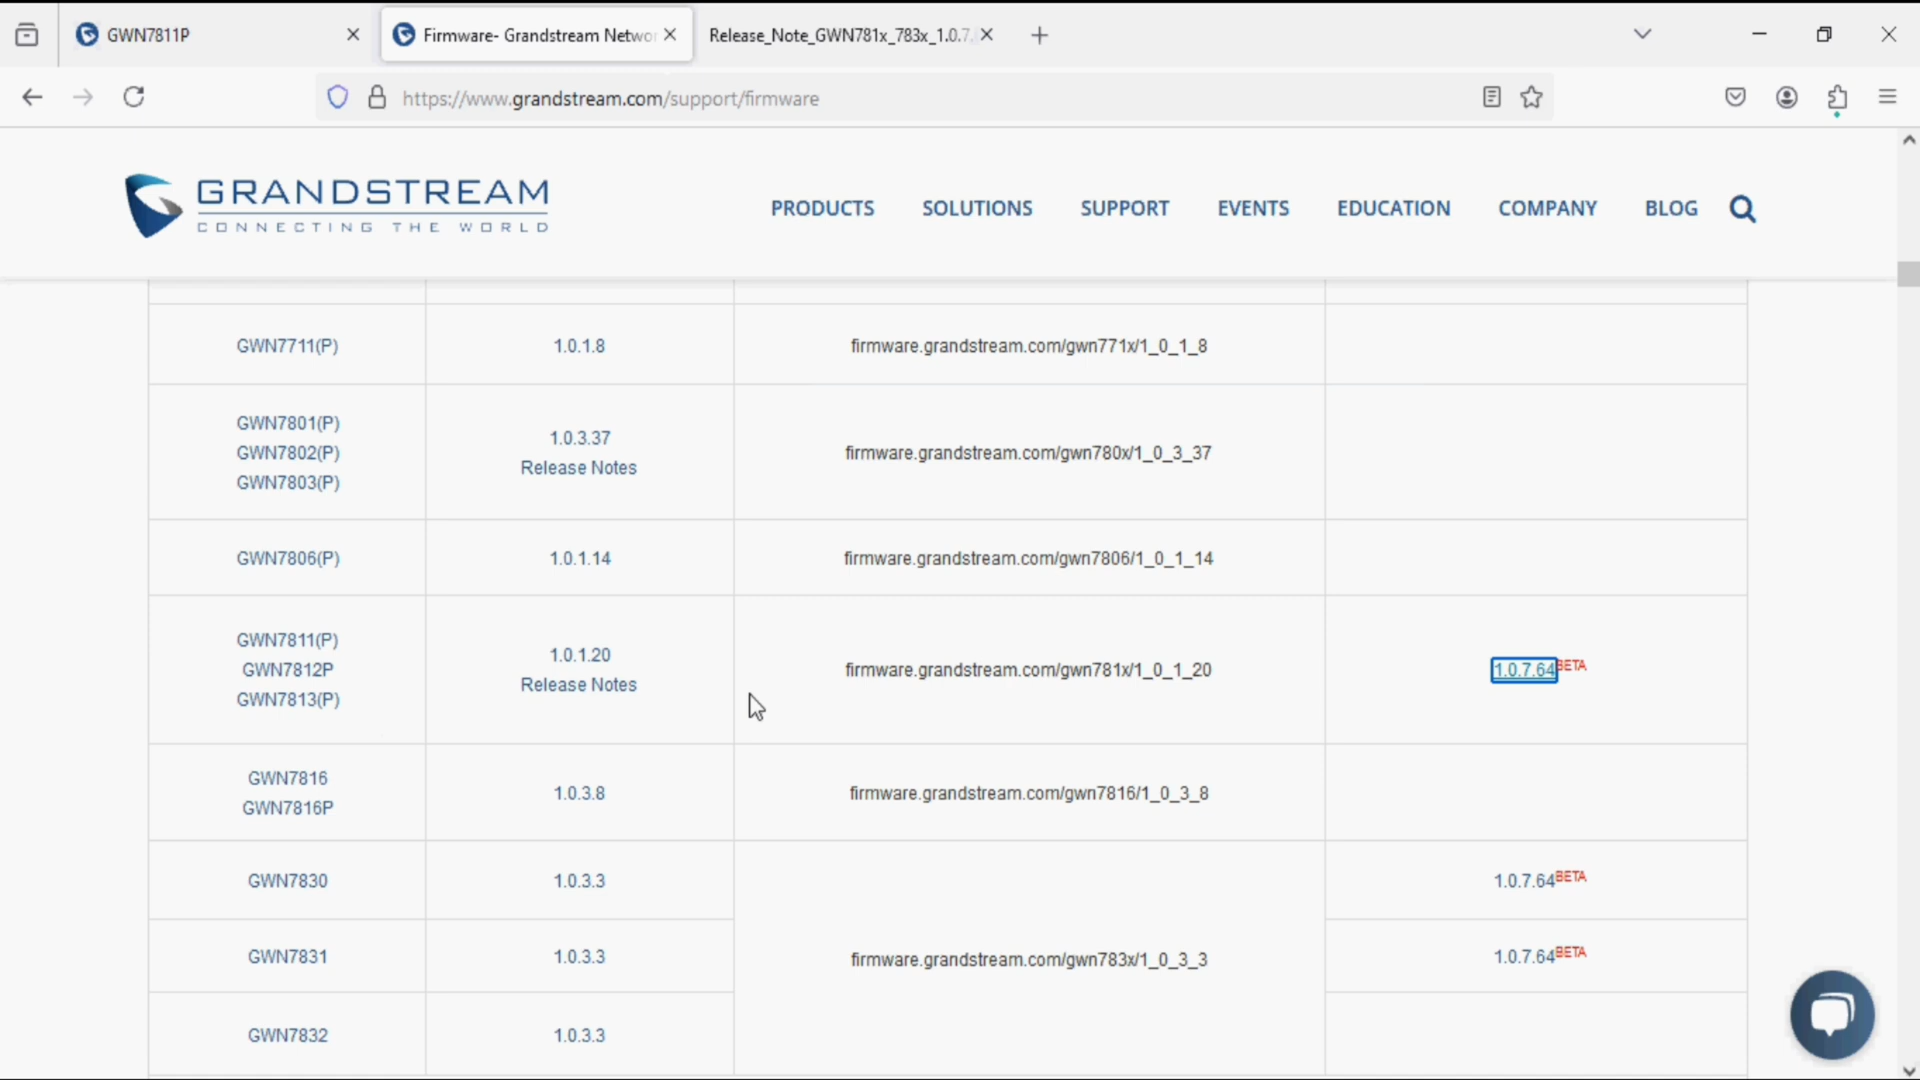 GWN7811P
Firmware- Grandstream Netwo
Release_Note_GWN781x_783x_1.0.7.
https://www.grandstream.com/support/firmware
GRANDSTREAM
CONNECTING THE WORLD
PRODUCTS
SOLUTIONS
SUPPORT
EVENTS
EDUCATION
COMPANY
BLOG
GWN7711(P)
1.0.1.8
firmware.grandstream.com/gwn771x/1_0_1_8
GWN7801(P)
GWN7802(P)
GWN7803(P)
1.0.3.37
Release Notes
firmware.grandstream.com/gwn780x/1_0_3_37
GWN7806(P)
1.0.1.14
firmware.grandstream.com/gwn7806/1_0_1_14
GWN7811(P)
GWN7812P
GWN7813(P)
1.0.1.20
Release Notes
firmware.grandstream.com/gwn781x/1_0_1_20
1.0.7.64BETA
GWN7816
GWN7816P
1.0.3.8
firmware.grandstream.com/gwn7816/1_0_3_8
GWN7830
1.0.3.3
1.0.7.64BETA
GWN7831
1.0.3.3
firmware.grandstream.com/gwn783x/1_0_3_3
1.0.7.64BETA
GWN7832
1.0.3.3